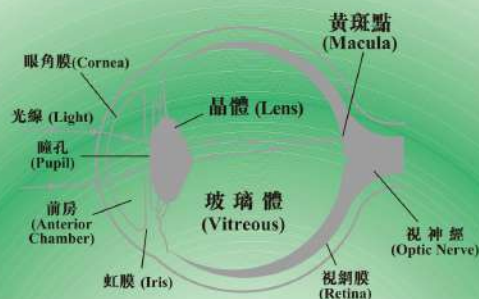 黃斑點
(Macula)
眼角膜(Cornea)
光線 (Light)
晶體 (Lens)
瞳孔
(Pupil)
玻璃體
(Vitreous)
前房
(Anterior
Chamber)
視神經
(Optic Nerve)
虹膜 (Iris)
視網膜
(Retina)